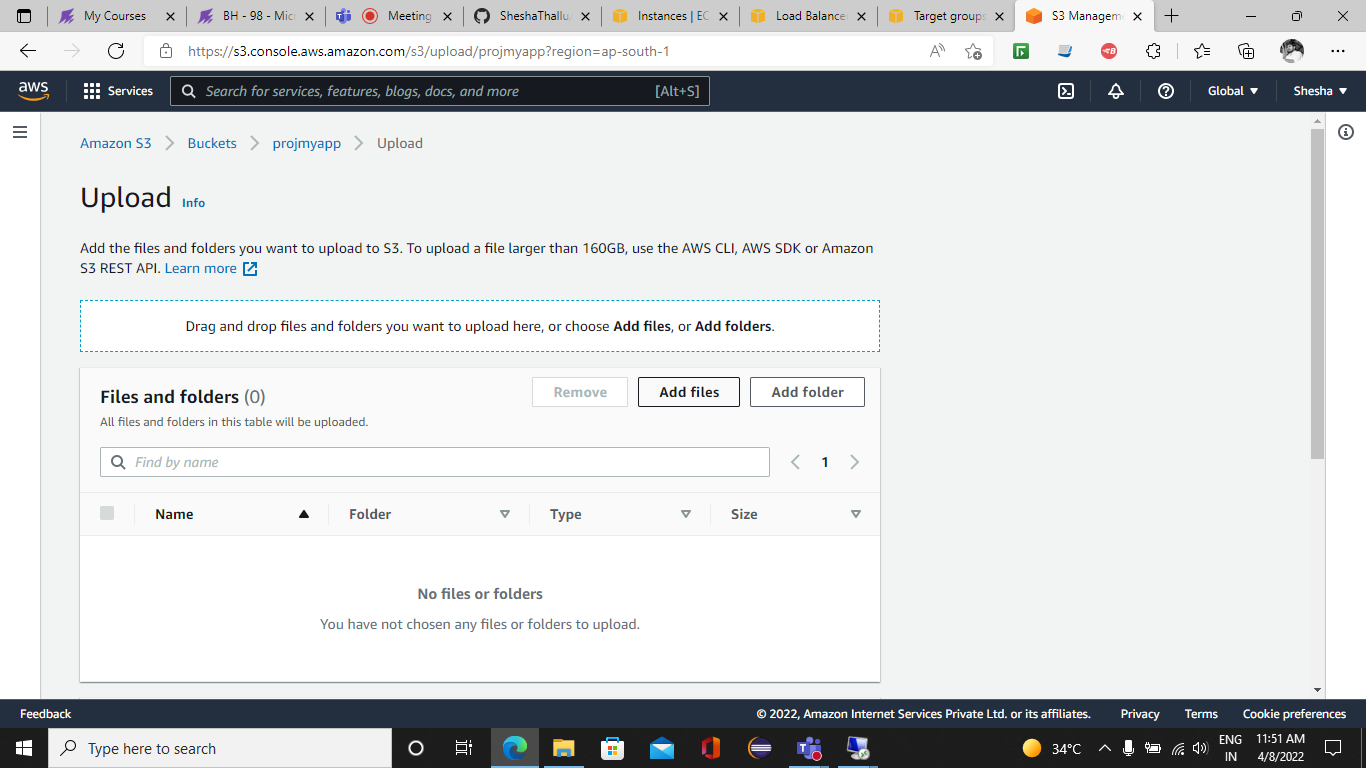 My Courses
BH - 98 - Mic
Meeting
SheshaThallu
Instances | EC
Load Balance
Target groups
S3 Managem
https://s3.console.aws.amazon.com/s3/upload/projmyapp?region=ap-south-1
aws
Services
Search for services, features, blogs, docs, and more
[Alt+S]
Global
Shesha
Amazon S3
Buckets
projmyapp
Upload
Upload Info
Add the files and folders you want to upload to S3. To upload a file larger than 160GB, use the AWS CLI, AWS SDK or Amazon
S3 REST API. Learn more
Drag and drop files and folders you want to upload here, or choose Add files, or Add folders.
Files and folders (0)
Remove
Add files
Add folder
All files and folders in this table will be uploaded.
Find by name
1
Name
Folder
Type
Size
No files or folders
You have not chosen any files or folders to upload.
Feedback
© 2022, Amazon Internet Services Private Ltd. or its affiliates.
Privacy
Terms
Cookie preferences
Type here to search
34°C
ENG
IN
11:51 AM
4/8/2022